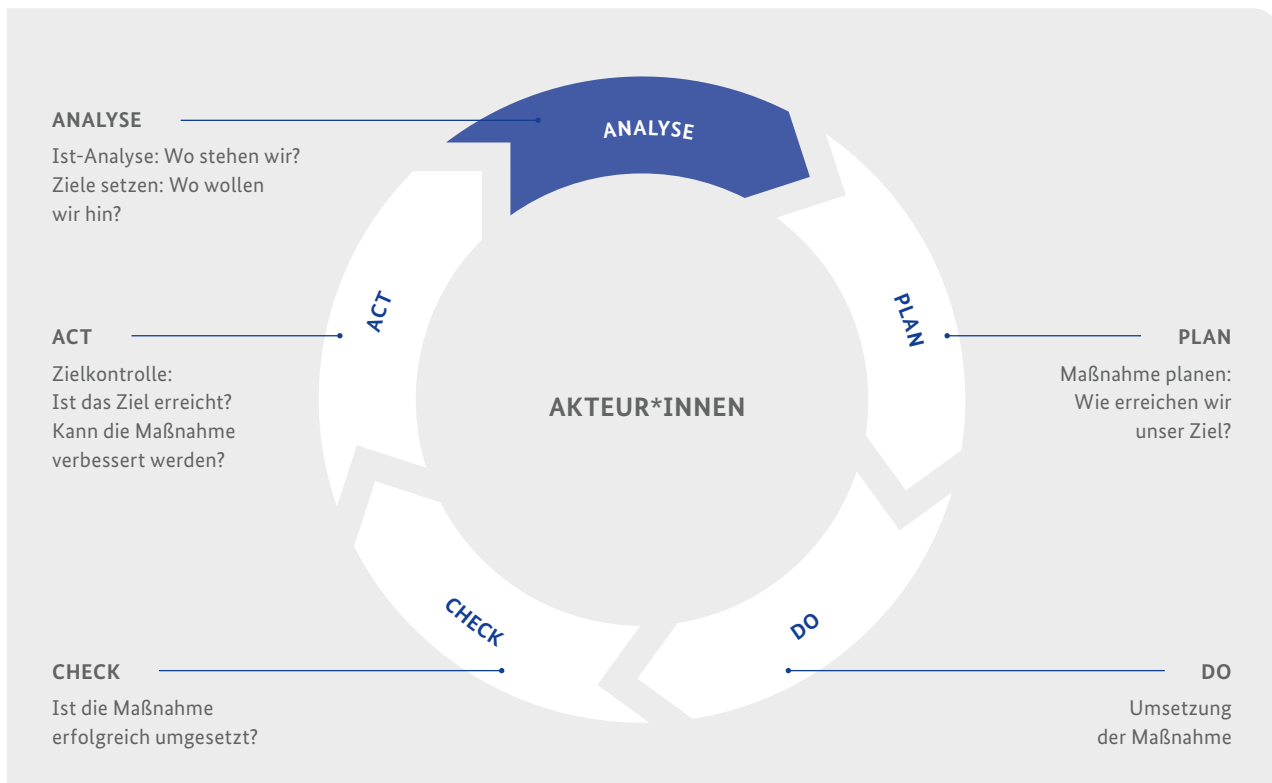 ANALYSE
Ist-Analyse: Wo stehen wir?
Ziele setzen: Wo wollen
wir hin?
ANALYSE
ACT
PLAN
ACT
Zielkontrolle:
Ist das Ziel erreicht?
Kann die Maßnahme
verbessert werden?
AKTEUR*INNEN
PLAN
Maßnahme planen:
Wie erreichen wir
unser Ziel?
CHECK
DO
CHECK
Ist die Maßnahme
erfolgreich umgesetzt?
DO
Umsetzung
der Maßnahme